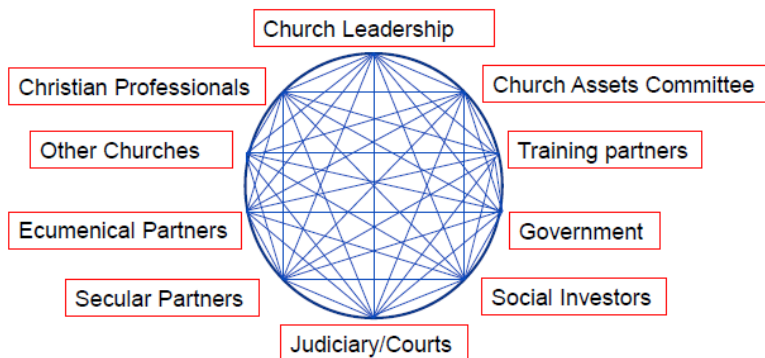 Church Leadership
Christian Professionals
Church Assets Committee
Other Churches
Training partners
Ecumenical Partners
Government
Secular Partners
Social Investors
Judiciary/Courts